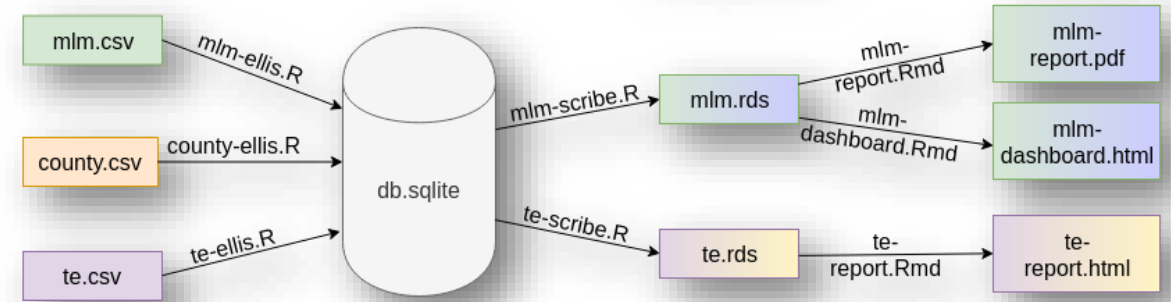 mlm.csv
mlm-ellis.R
county.csv
county-ellis.R
te.csv
te-ellis.R
db.sqlite
mlm-scribe.R
te-scribe.R
mlm.rds
te.rds
mlm-
report.Rmd
mlm-
dashboard.Rmd
te-
report.Rmd
mlm-
report.pdf
mlm-
dashboard.html
te-
report.html